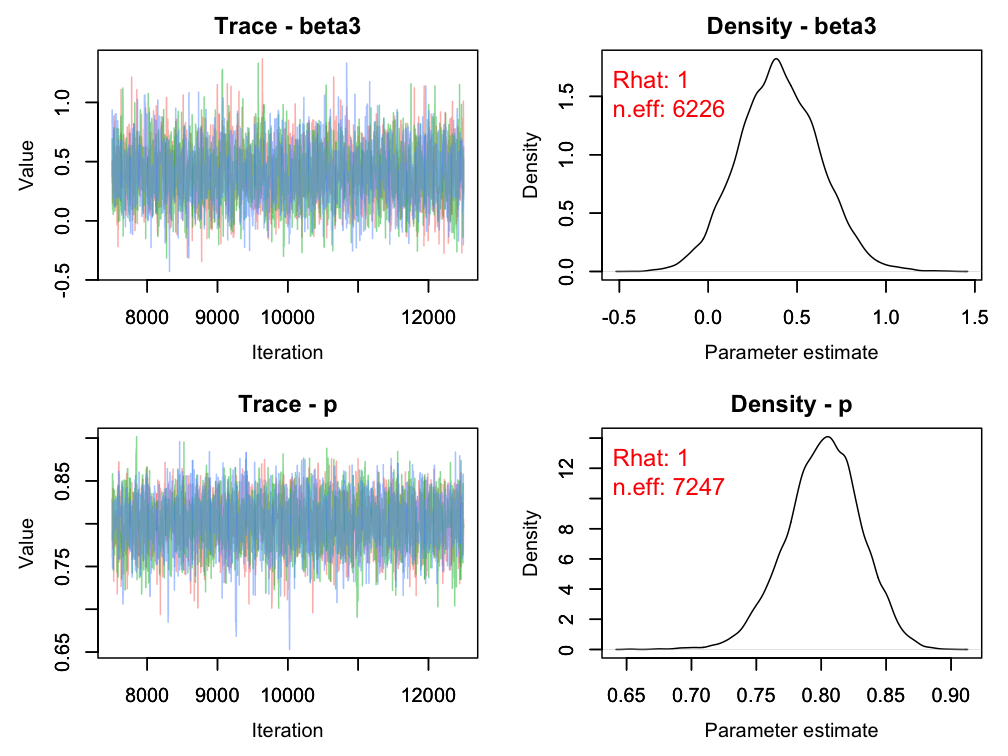 Trace - beta3
Value
1.0
0.5
0.0
-0.5
8000 9000 10000 12000
Iteration
Density - beta3
Rhat: 1
n.eff: 6226
Density
1.5
1.0
0.5
0.0
-0.5 0.0 0.5 1.0 1.5
Parameter estimate
Trace - p
Value
0.85
0.75
0.65
8000 9000 10000 12000
Iteration
Density - p
Rhat: 1
n.eff: 7247
Density
12
8
6
4
2
0
0.65 0.70 0.75 0.80 0.85 0.90
Parameter estimate